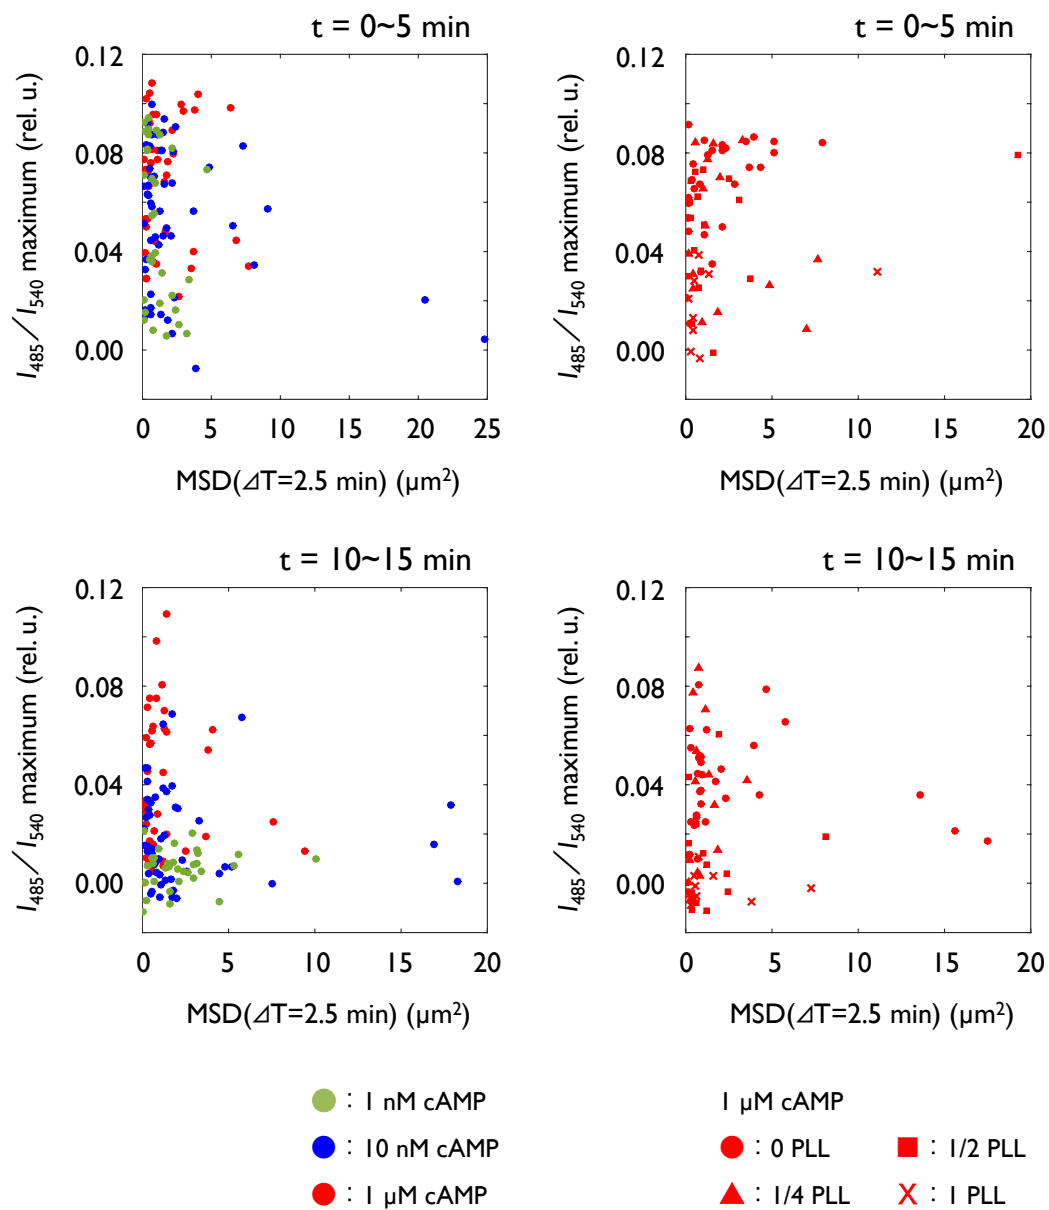 t = 0~5 min
t = 0~5 min
I485／I540 maximum (rel. u.)
0.12
0.08
0.04
0.00
0 5 10 15 20 25
MSD(⊿T=2.5 min) (μm²)
I485／I540 maximum (rel. u.)
0.12
0.08
0.04
0.00
0 5 10 15 20
MSD(⊿T=2.5 min) (μm²)
t = 10~15 min
t = 10~15 min
I485／I540 maximum (rel. u.)
0.12
0.08
0.04
0.00
0 5 10 15 20
MSD(⊿T=2.5 min) (μm²)
I485／I540 maximum (rel. u.)
0.12
0.08
0.04
0.00
0 5 10 15 20
MSD(⊿T=2.5 min) (μm²)
: 1 nM cAMP
: 10 nM cAMP
: 1 μM cAMP
1 μM cAMP
: 0 PLL
: 1/2 PLL
: 1/4 PLL
: 1 PLL